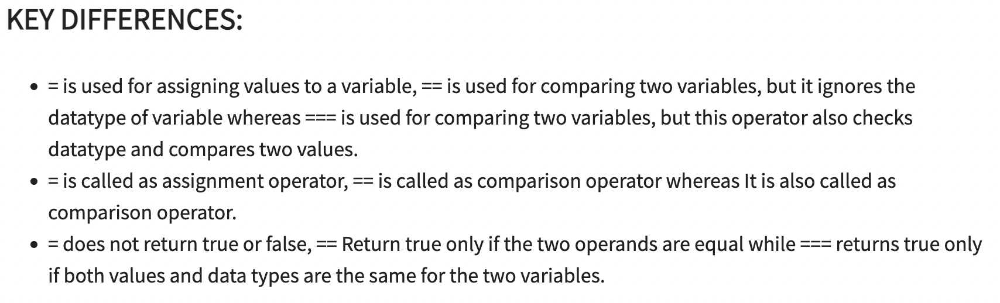 KEY DIFFERENCES:
• = is used for assigning values to a variable, == is used for comparing two variables, but it ignores the
datatype of variable whereas === is used for comparing two variables, but this operator also checks
datatype and compares two values.
• = is called as assignment operator, == is called as comparison operator whereas It is also called as
comparison operator.
• = does not return true or false, == Return true only if the two operands are equal while === returns true only
if both values and data types are the same for the two variables.